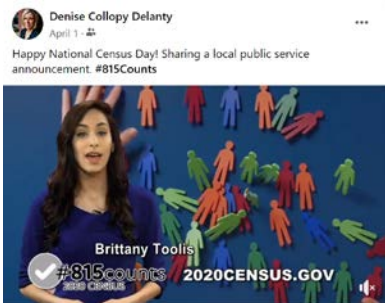 Denise Collopy Delanty
April 1 ·
Happy National Census Day! Sharing a local public service
announcement. #815Counts
Brittany Toolis
#815counts 2020CENSUS.GOV
2020 CENSUS